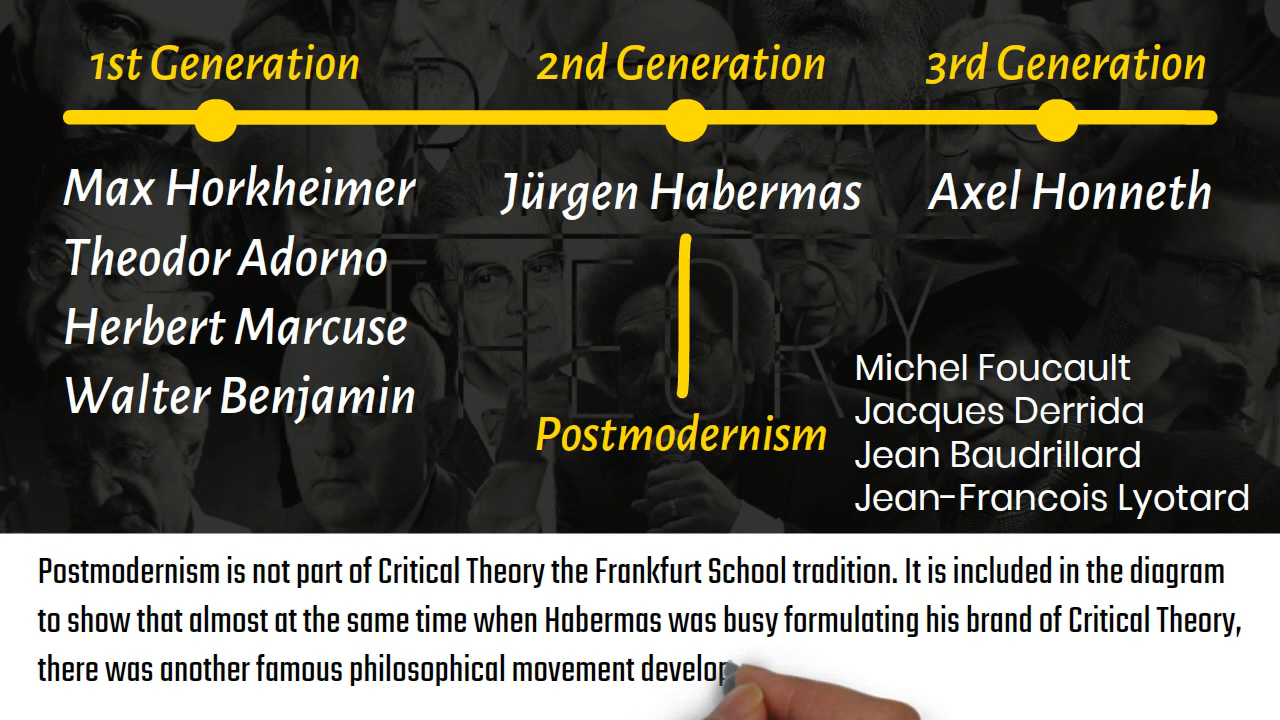 1st Generation
2nd Generation
3rd Generation
Max Horkheimer
Theodor Adorno
Herbert Marcuse
Walter Benjamin
Jürgen Habermas
Axel Honneth
Postmodernism
Michel Foucault
Jacques Derrida
Jean Baudrillard
Jean-Francois Lyotard
CRITICAL
THEORY
Postmodernism is not part of Critical Theory the Frankfurt School tradition. It is included in the diagram
to show that almost at the same time when Habermas was busy formulating his brand of Critical Theory,
there was another famous philosophical movement develop